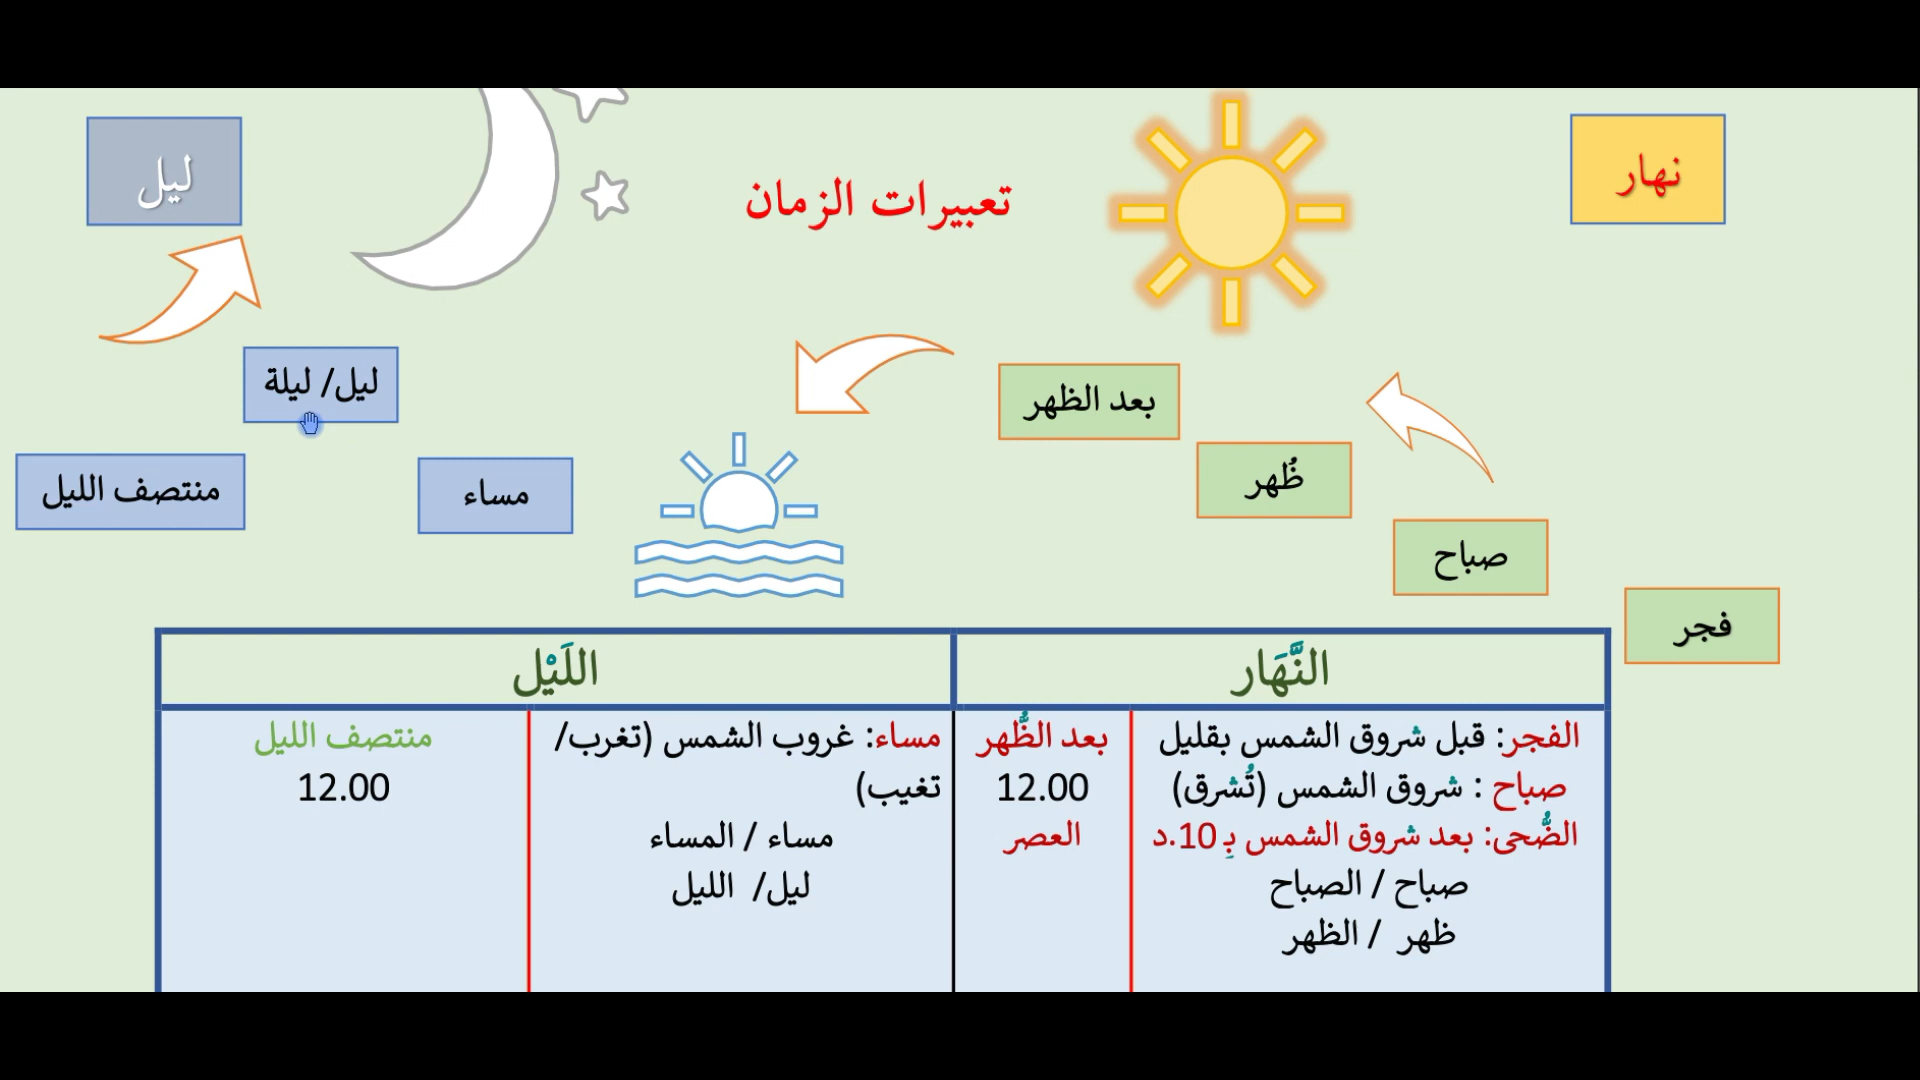 نهار
ليل
تعبيرات الزمان
ليل/ ليلة
بعد الظهر
ظُهر
منتصف الليل
مساء
صباح
فجر
النَّهَار
اللَيْل
الفجر: قبل شروق الشمس بقليل
صباح : شروق الشمس (تُشرق)
الضُّحى: بعد شروق الشمس بِـ10.د
صباح / الصباح
ظهر / الظهر
بعد الظُّهر
12.00
العصر
مساء: غروب الشمس (تغرب/
تغيب)
مساء / المساء
ليل/ الليل
منتصف الليل
12.00